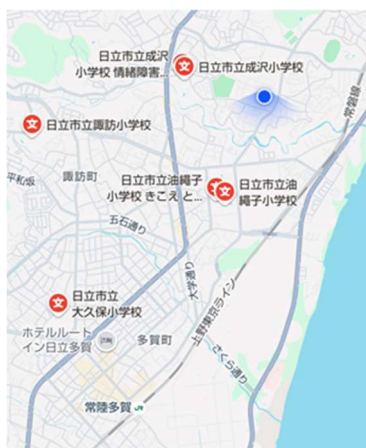 日立市立成沢
小学校 情緒障害...
日立市立成沢小学校
常磐線
日立市立諏訪小学校
日立市立油繩子
小学校 きこえ と...
日立市立油
繩子小学校
平和坂
諏訪町
五石通り
大学通り
上野東京ライン
日立市立
大久保小学校
さくら通り
ホテルルート
イン日立多賀
多賀町
常陸多賀